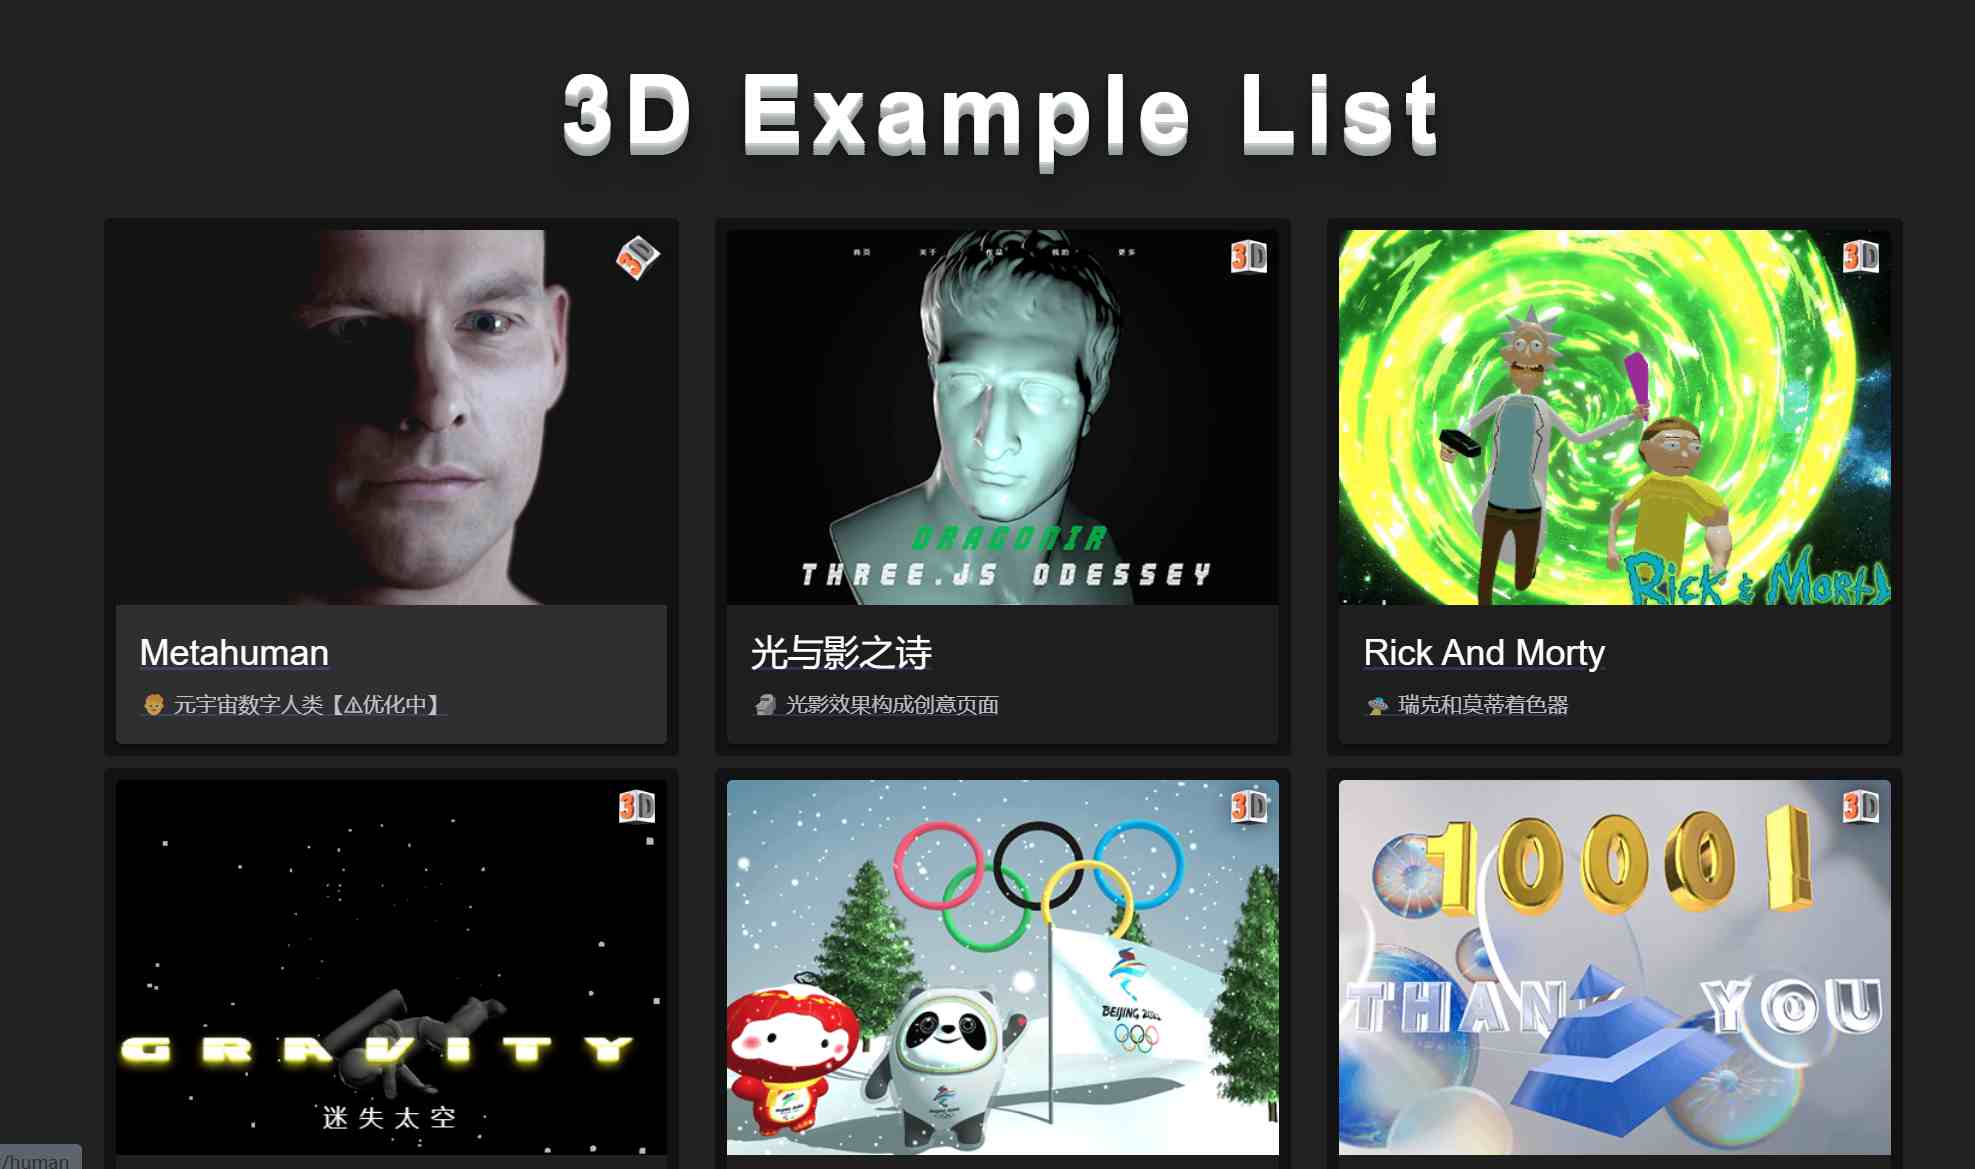 3D Example List
3D
首页 关于 作品 我的 更多
3D
3D
DRAGONIR
THREE.JS ODESSEY
Rick & Morty
Metahuman
光与影之诗
Rick And Morty
元宇宙数字人类【⚠优化中】
光影效果构成创意页面
瑞克和莫蒂着色器
3D
3D
3D
1000!
GRAVITY
迷失太空
BEIJING 2022
THANK YOU
/human